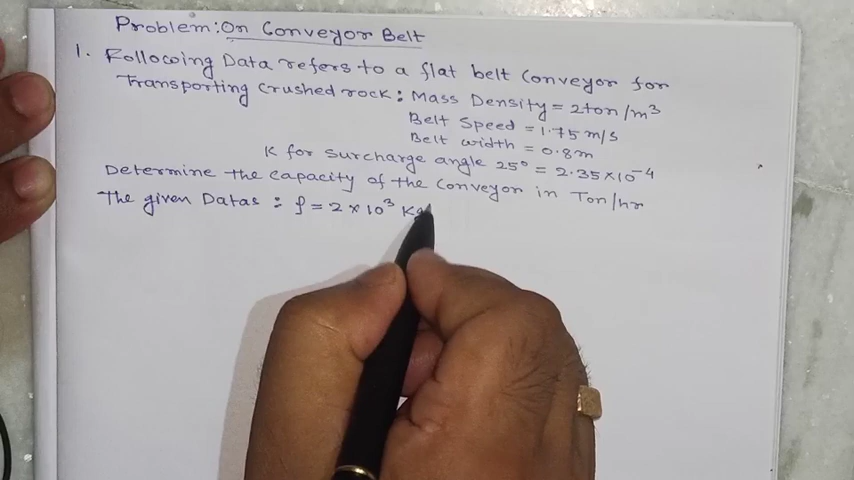 Problem: On Conveyor Belt
1. Following Data refers to a flat belt Conveyor for
Transporting Crushed rock: Mass Density = 2ton/m³
Belt Speed = 1.75 m/s
Belt width = 0.8m
K for surcharge angle 25° = 2.35×10⁻⁴
Determine the capacity of the Conveyor in Ton/hr
The given Datas : ρ = 2 × 10³ Kg